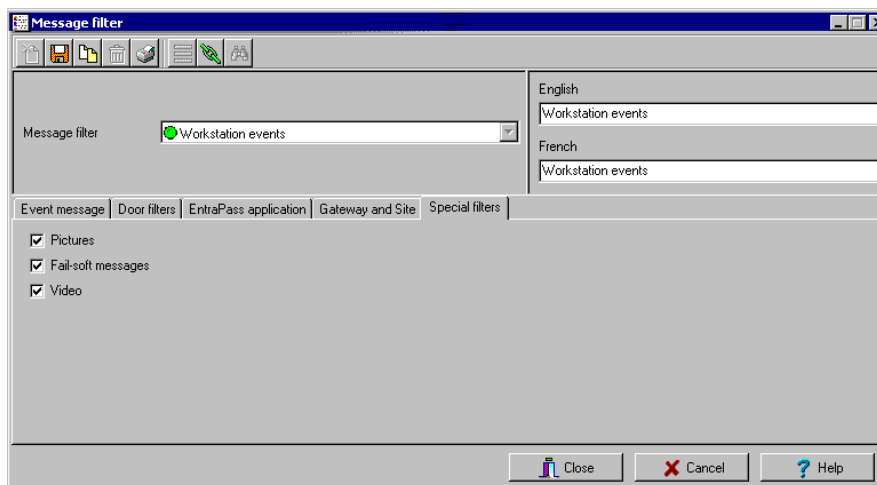 Message filter
English
Workstation events
Message filter
Workstation events
French
Workstation events
Event message
Door filters
EntraPass application
Gateway and Site
Special filters
Pictures
Fail-soft messages
Video
Close
Cancel
Help